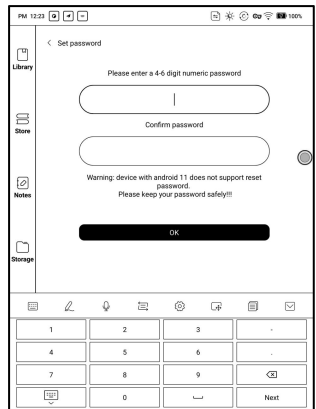 PM 12:23 100%
< Set password
Library
Please enter a 4-6 digit numeric password
Confirm password
Store
Warning: device with android 11 does not support reset
password.
Please keep your password safely!!!
Notes
OK
Storage
1 2 3 -
4 5 6 .
7 8 9
0 Next